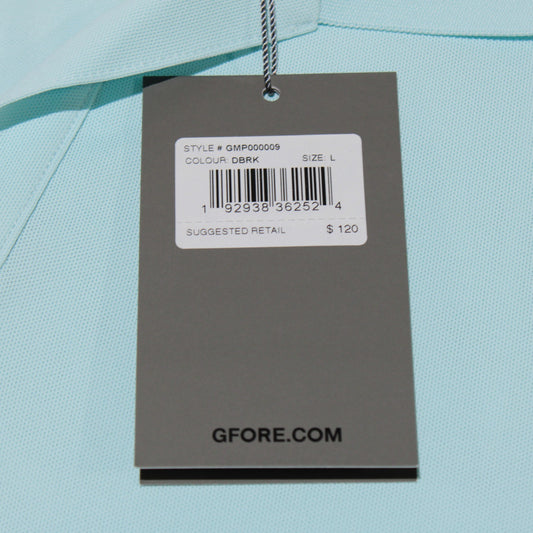 STYLE # GMP000009
COLOUR: DBRK SIZE: L
1 92938 36252 4
SUGGESTED RETAIL $ 120
GFORE.COM